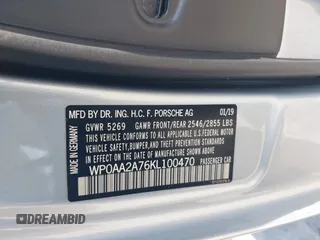 MFD BY DR. ING. H.C. F. PORSCHE AG 01/19
GVWR 5269 GAWR FRONT/REAR 2546/2855 LBS
THIS VEHICLE CONFORMS TO ALL APPLICABLE
FEDERAL MOTOR VEHICLE SAFETY, BUMPER, AND
THEFT PREVENTION STANDARDS IN EFFECT ON
THE DATE OF MANUFACTURE SHOWN ABOVE.
WP0AA2A76KL100470 PASSENGER CAR
MADE IN GERMANY
DREAMBID